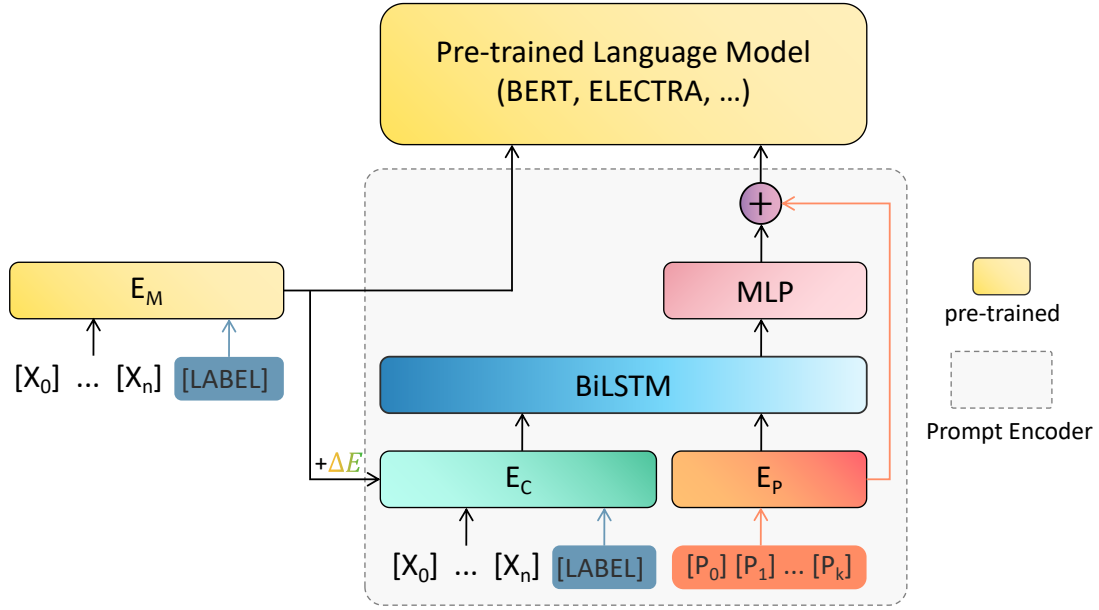 Pre-trained Language Model
(BERT, ELECTRA, ...)
+
E_M
MLP
pre-trained
[X_0] ... [X_n] [LABEL]
BiLSTM
Prompt Encoder
+ΔE
E_C
E_P
[X_0] ... [X_n] [LABEL]
[P_0] [P_1] ... [P_k]